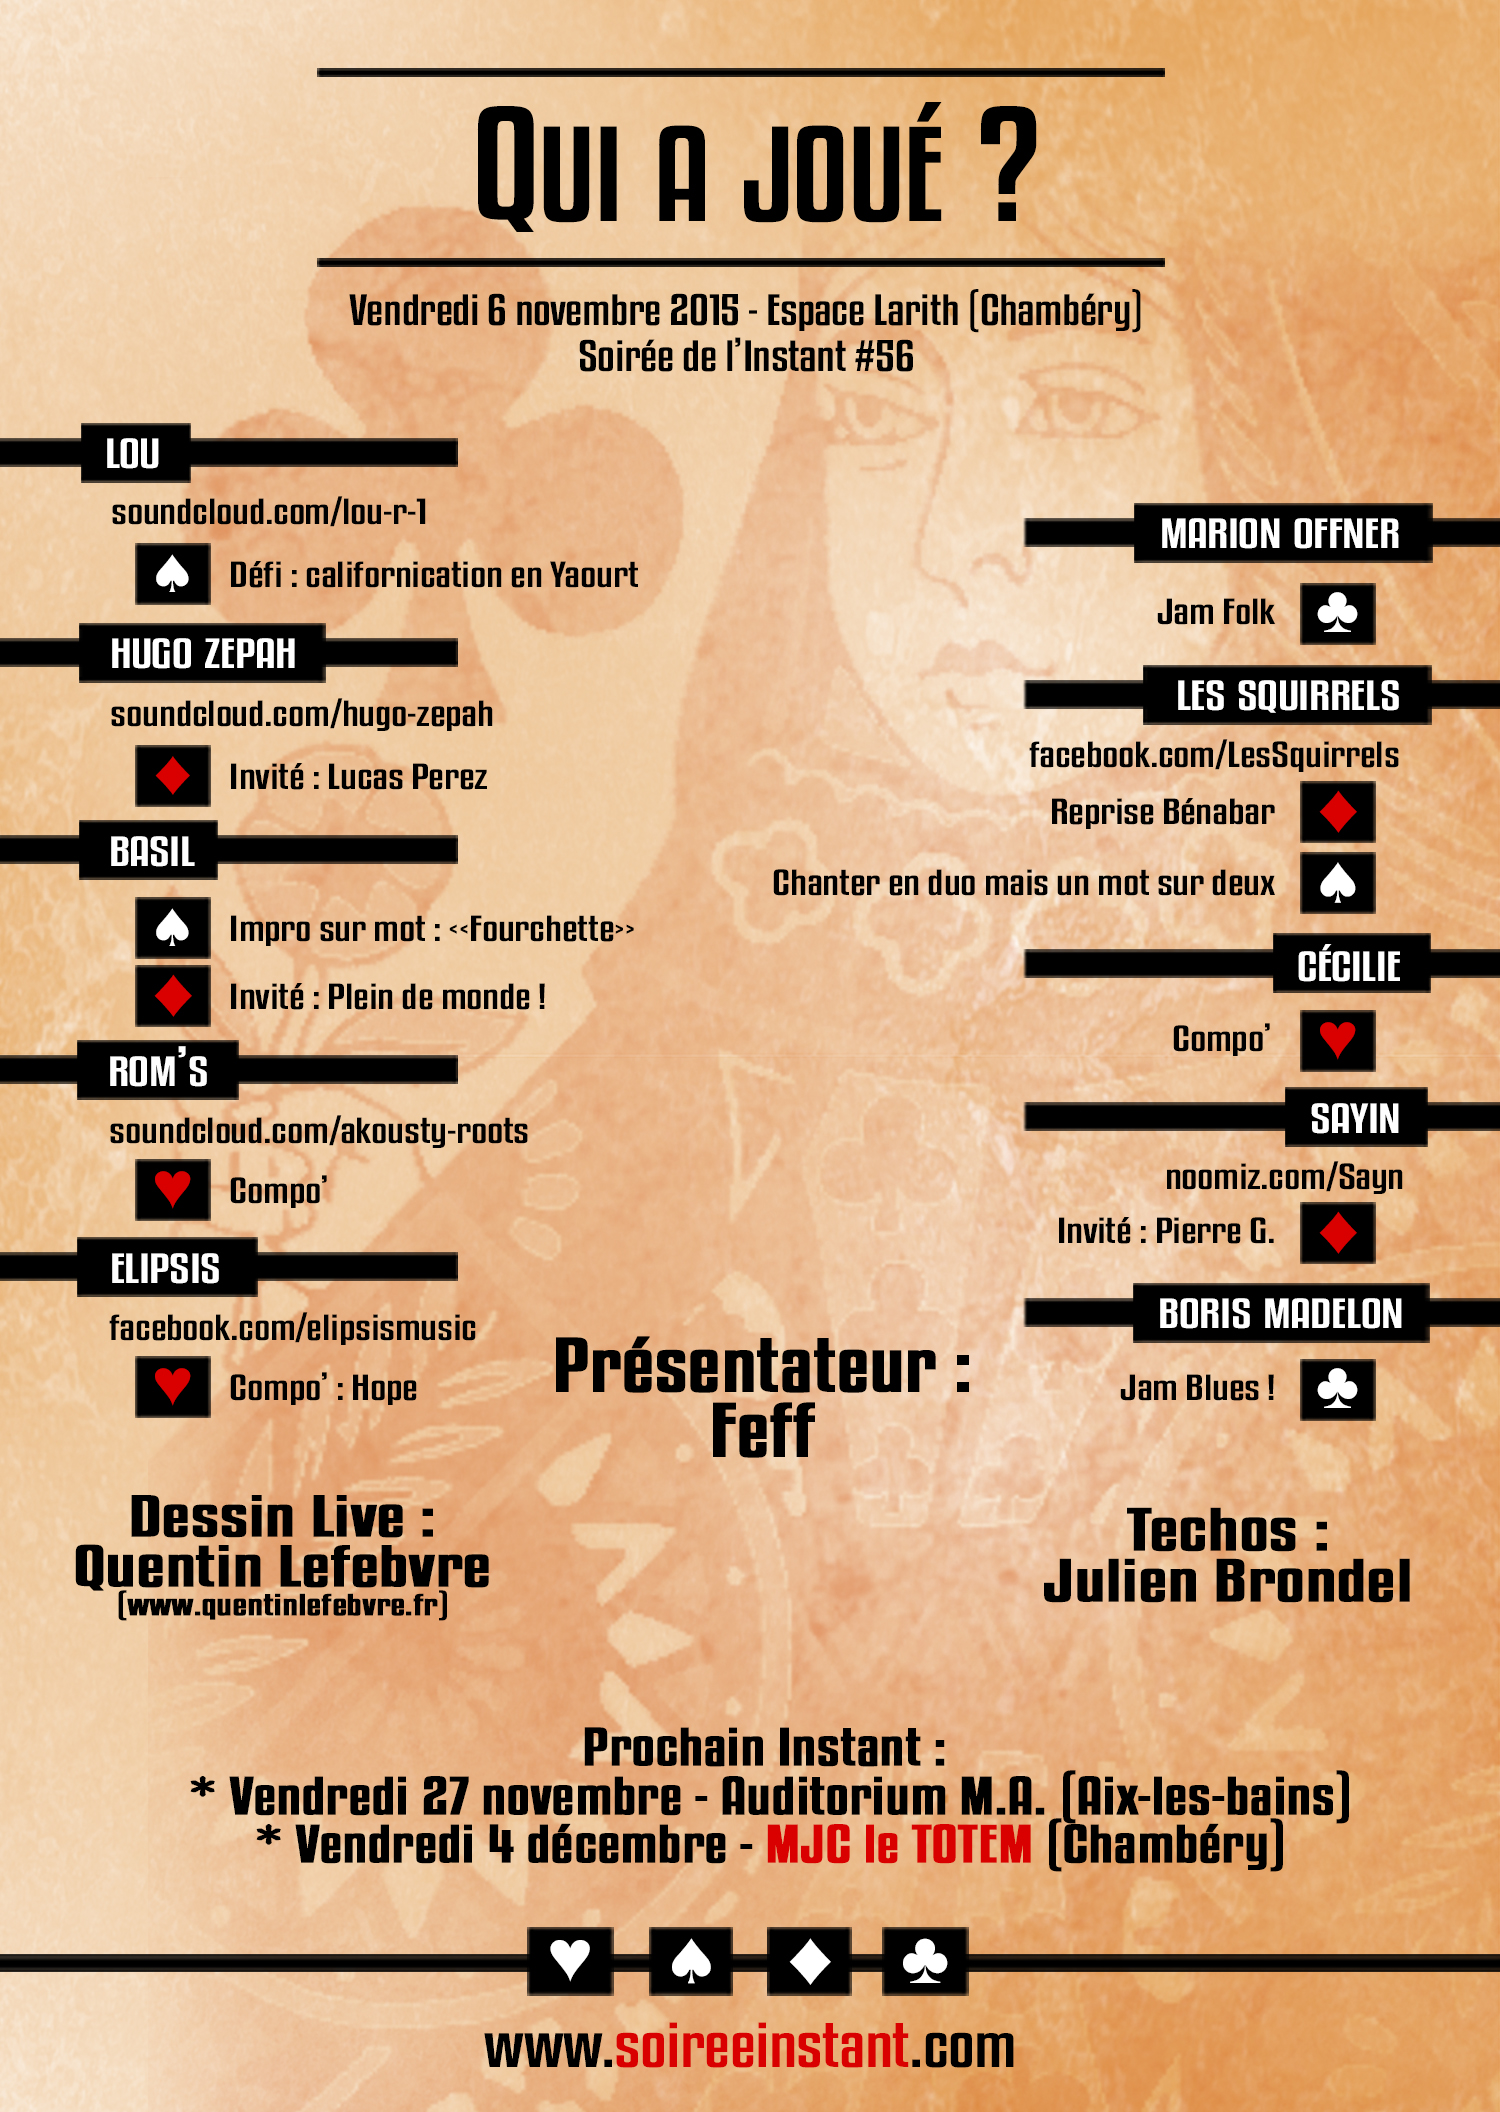 Qui a joué ?
Vendredi 6 novembre 2015 - Espace Larith (Chambéry)
Soirée de l'Instant #56
LOU
soundcloud.com/lou-r-1
Défi : californication en Yaourt
HUGO ZEPAH
soundcloud.com/hugo-zepah
Invité : Lucas Perez
BASIL
Impro sur mot : <<Fourchette>>
Invité : Plein de monde !
ROM'S
soundcloud.com/akousty-roots
Compo'
ELIPSIS
facebook.com/elipsismusic
Compo' : Hope
MARION OFFNER
Jam Folk
LES SQUIRRELS
facebook.com/LesSquirrels
Reprise Bénabar
Chanter en duo mais un mot sur deux
CÉCILIE
Compo'
SAYIN
noomiz.com/Sayn
Invité : Pierre G.
BORIS MADELON
Jam Blues !
Présentateur :
Feff
Dessin Live :
Quentin Lefebvre
(www.quentinlefebvre.fr)
Techos :
Julien Brondel
Prochain Instant :
* Vendredi 27 novembre - Auditorium M.A. (Aix-les-bains)
* Vendredi 4 décembre - MJC le TOTEM (Chambéry)
www.soireeinstant.com